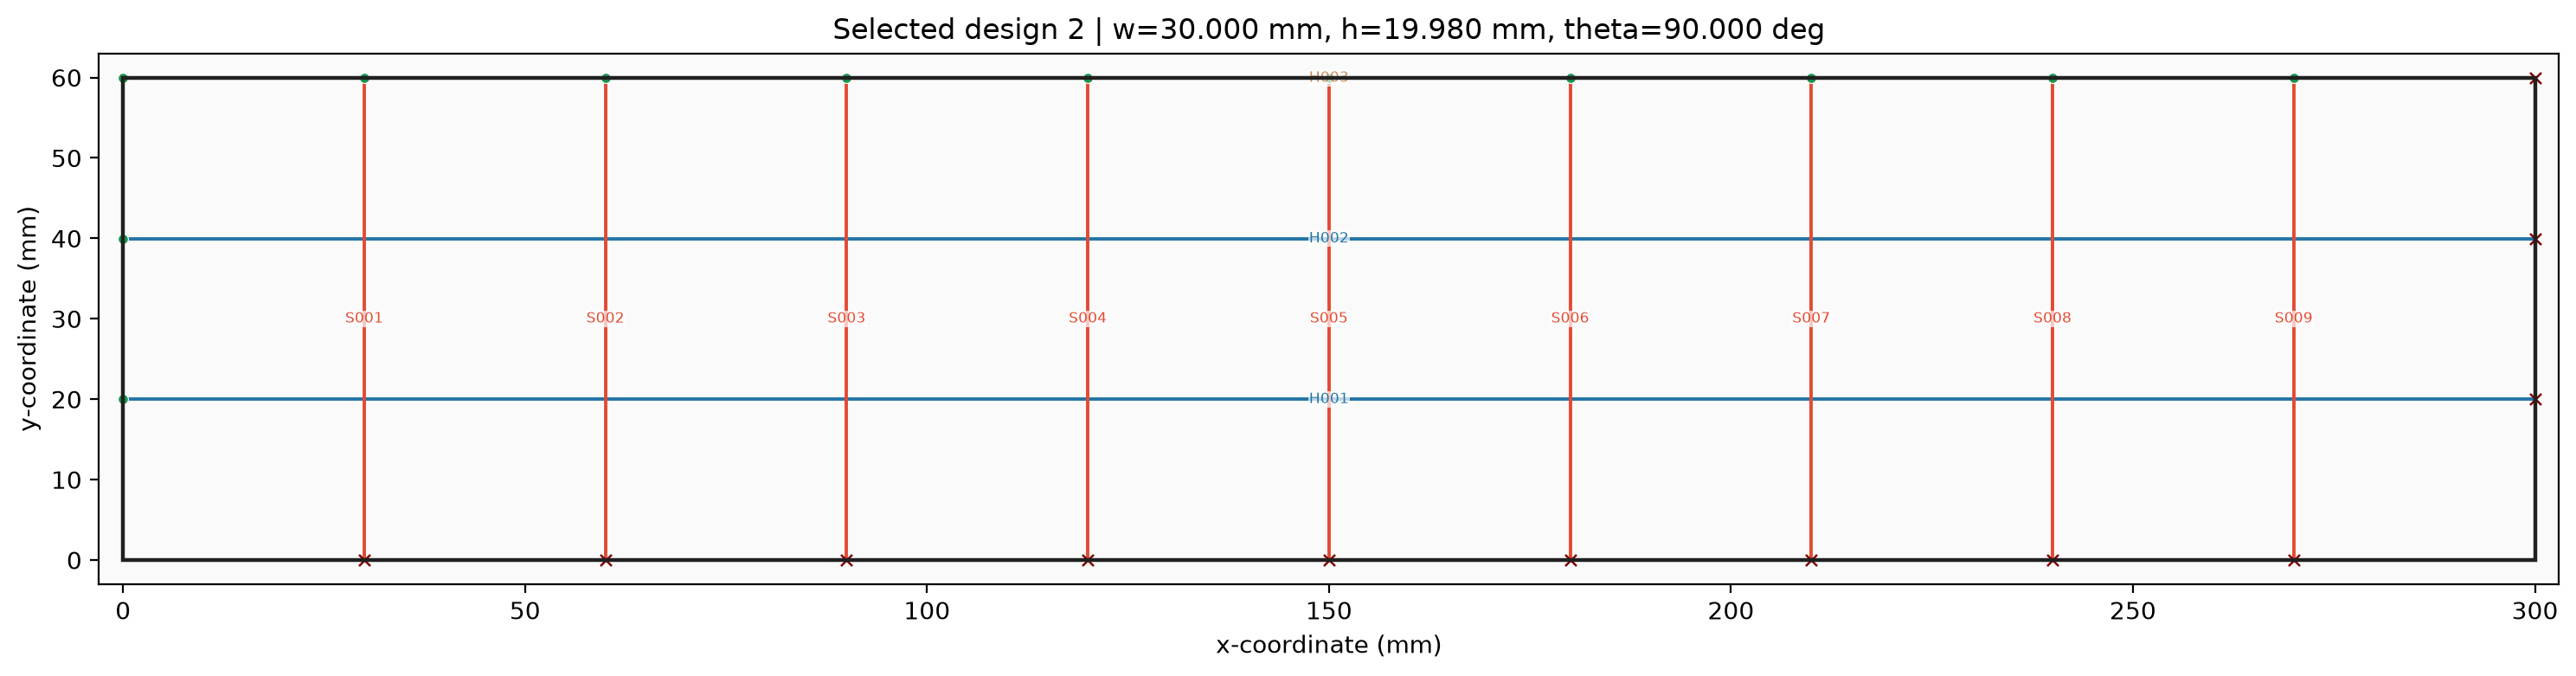 Selected design 2 | w=30.000 mm, h=19.980 mm, theta=90.000 deg
60
H003
50
40
H002
30
S001 S002 S003 S004 S005 S006 S007 S008 S009
20
H001
10
0
0 50 100 150 200 250 300
x-coordinate (mm)
y-coordinate (mm)